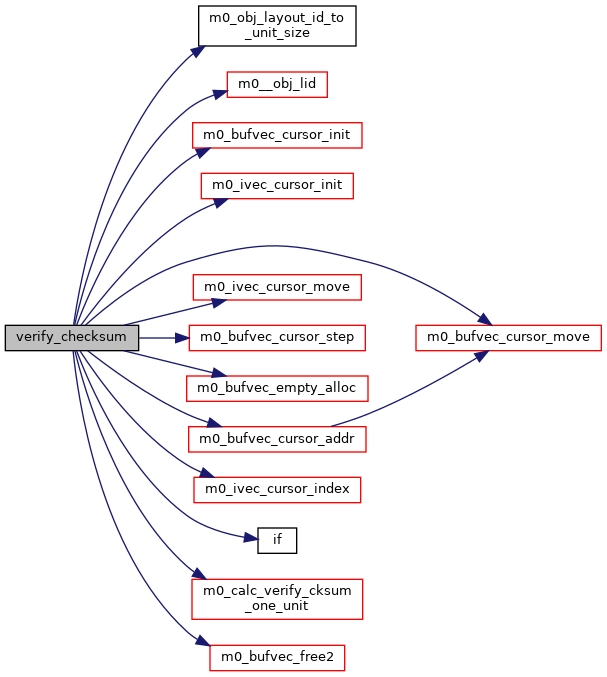 m0_obj_layout_id_to
_unit_size
m0__obj_lid
m0_bufvec_cursor_init
m0_ivec_cursor_init
m0_ivec_cursor_move
verify_checksum
m0_bufvec_cursor_step
m0_bufvec_cursor_move
m0_bufvec_empty_alloc
m0_bufvec_cursor_addr
m0_ivec_cursor_index
if
m0_calc_verify_cksum
_one_unit
m0_bufvec_free2